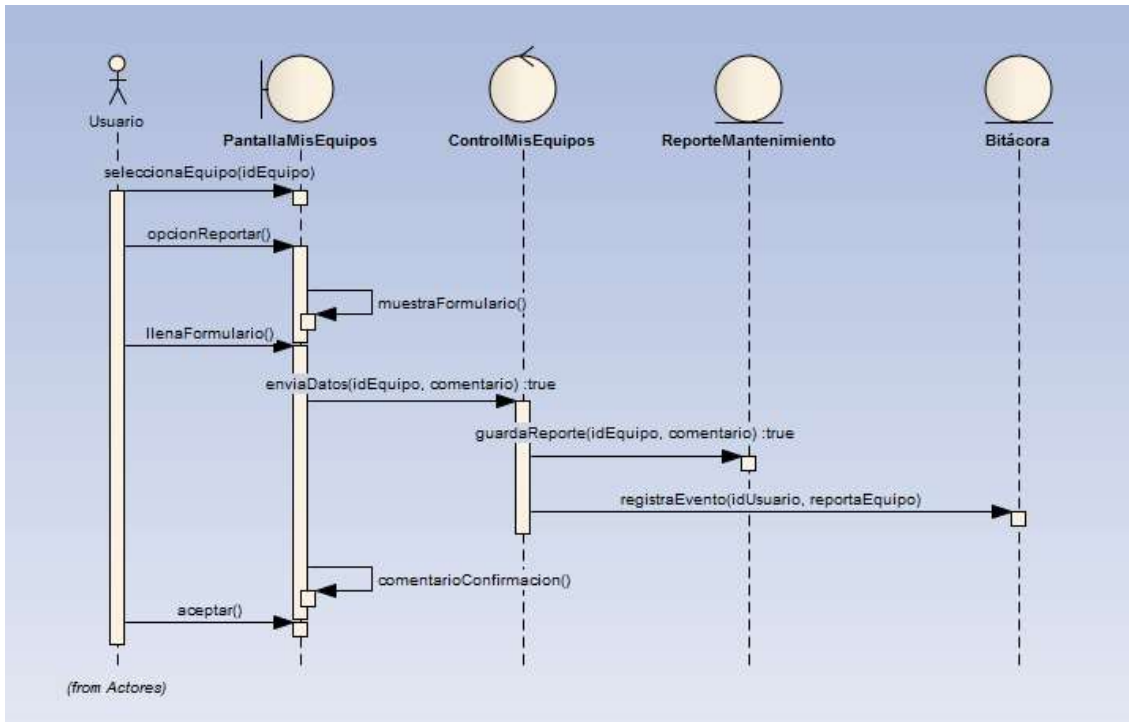 Usuario
PantallaMisEquipos
ControlMisEquipos
ReporteMantenimiento
Bitácora
seleccionaEquipo(idEquipo)
opcionReportar()
muestraFormulario()
llenaFormulario()
enviaDatos(idEquipo, comentario) :true
guardaReporte(idEquipo, comentario) :true
registraEvento(idUsuario, reportaEquipo)
comentarioConfirmacion()
aceptar()
(from Actores)